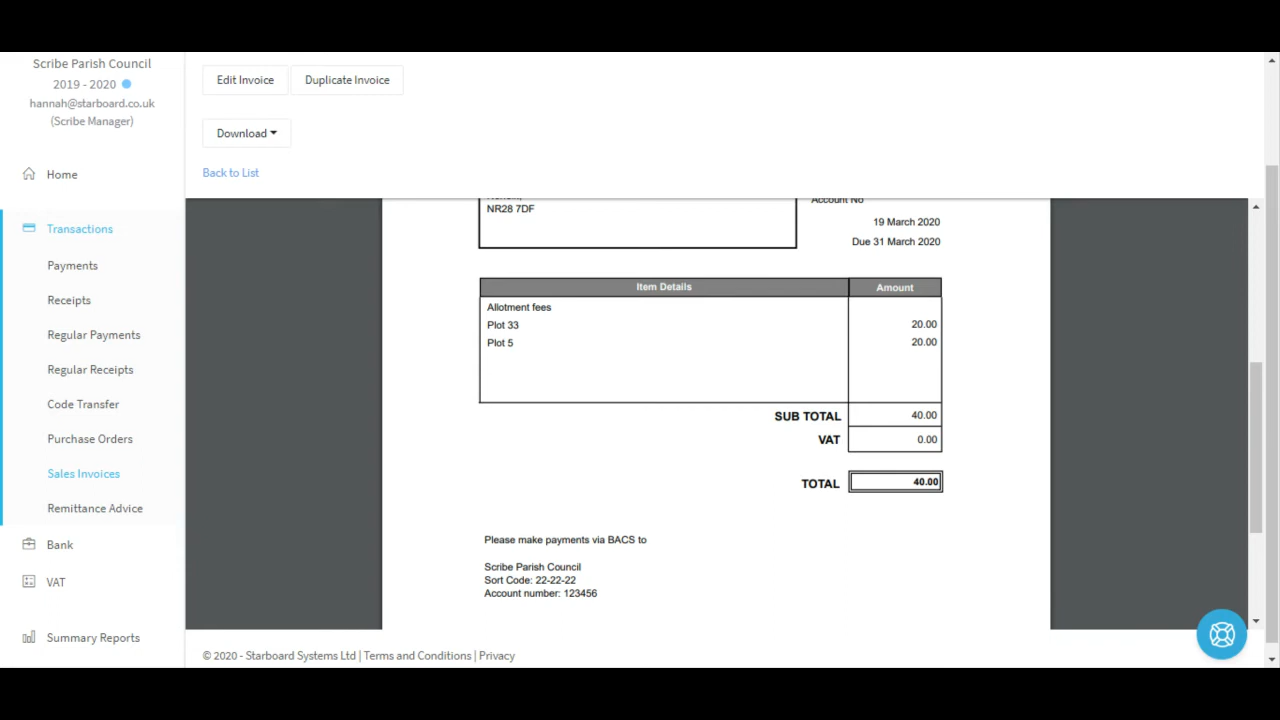 Scribe Parish Council
2019 - 2020
hannah@starboard.co.uk
(Scribe Manager)
Home
Transactions
Payments
Receipts
Regular Payments
Regular Receipts
Code Transfer
Purchase Orders
Sales Invoices
Remittance Advice
Bank
VAT
Summary Reports
Edit Invoice Duplicate Invoice
Download
Back to List
NR28 7DF
Account No
19 March 2020
Due 31 March 2020
Item Details Amount
Allotment fees
Plot 33 20.00
Plot 5 20.00
SUB TOTAL 40.00
VAT 0.00
TOTAL 40.00
Please make payments via BACS to
Scribe Parish Council
Sort Code: 22-22-22
Account number: 123456
© 2020 - Starboard Systems Ltd | Terms and Conditions | Privacy